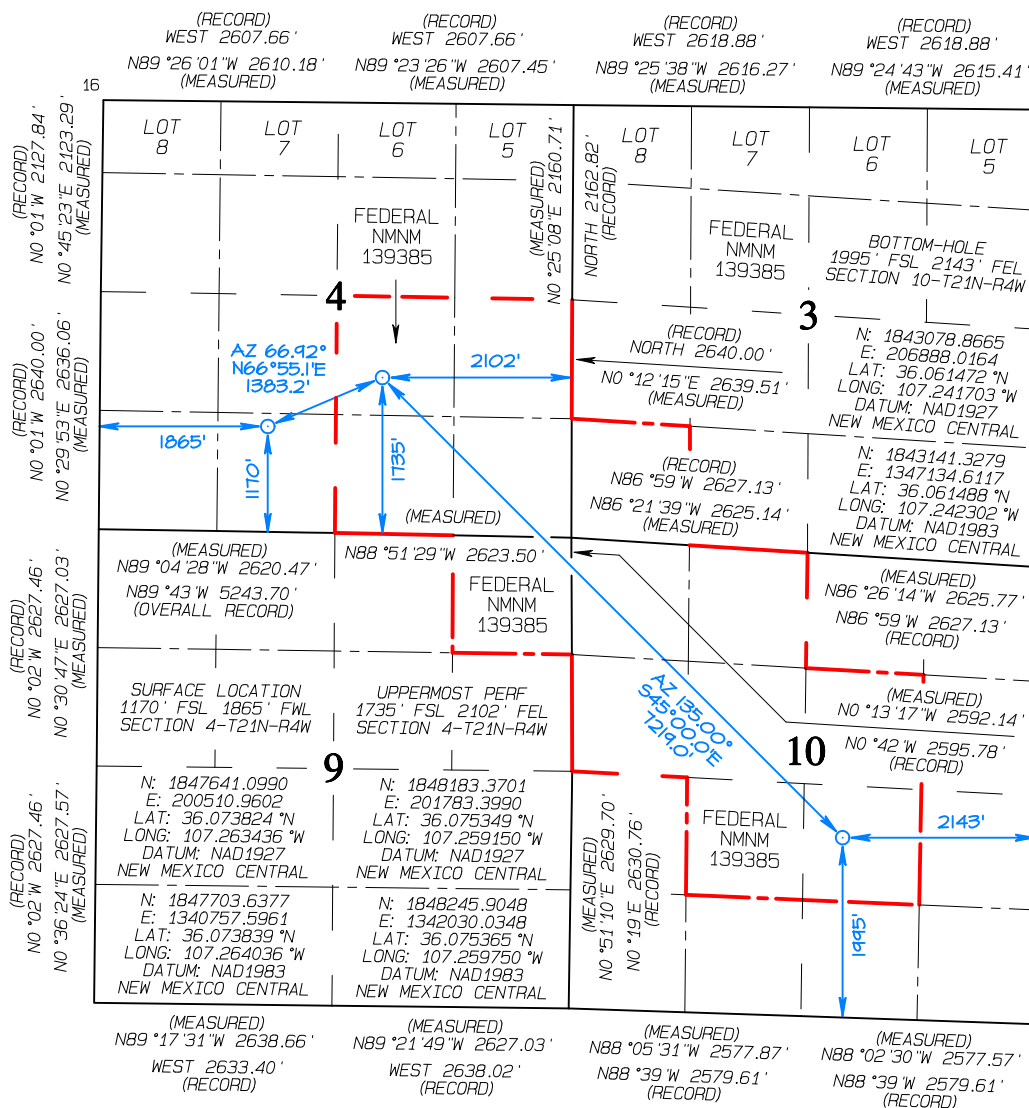 (RECORD)
WEST 2607.66'
N89°26'01"W 2610.18'
(MEASURED)
(RECORD)
WEST 2607.66'
N89°23'26"W 2607.45'
(MEASURED)
(RECORD)
WEST 2618.88'
N89°25'38"W 2616.27'
(MEASURED)
(RECORD)
WEST 2618.88'
N89°24'43"W 2615.41'
(MEASURED)
16
(RECORD)
N0°01'W 2127.84'
N0°45'23"E 2123.29'
(MEASURED)
LOT
8
LOT
7
LOT
6
LOT
5
(MEASURED)
N0°25'08"E 2160.71'
NORTH 2162.82'
(RECORD)
LOT
8
LOT
7
LOT
6
LOT
5
FEDERAL
NMNM
139385
FEDERAL
NMNM
139385
BOTTOM-HOLE
1995' FSL 2143' FEL
SECTION 10-T21N-R4W
4
3
(RECORD)
N0°01'W 2640.00'
N0°29'53"E 2636.06'
(MEASURED)
AZ 66.92°
N66°55.1'E
1383.2'
2102'
1865'
1170'
1735'
(RECORD)
NORTH 2640.00'
N0°12'15"E 2639.51'
(MEASURED)
N: 1843078.8665
E: 206888.0164
LAT: 36.061472°N
LONG: 107.241703°W
DATUM: NAD1927
NEW MEXICO CENTRAL
N: 1843141.3279
E: 1347134.6117
LAT: 36.061488°N
LONG: 107.242302°W
DATUM: NAD1983
NEW MEXICO CENTRAL
(RECORD)
N86°59'W 2627.13'
N86°21'39"W 2625.14'
(MEASURED)
(MEASURED)
N88°51'29"W 2623.50'
(MEASURED)
N89°04'28"W 2620.47'
N89°43'W 5243.70'
(OVERALL RECORD)
(RECORD)
N0°02'W 2627.46'
N0°30'47"E 2627.03'
(MEASURED)
FEDERAL
NMNM
139385
(MEASURED)
N86°26'14"W 2625.77'
N86°59'W 2627.13'
(RECORD)
SURFACE LOCATION
1170' FSL 1865' FWL
SECTION 4-T21N-R4W
UPPERMOST PERF
1735' FSL 2102' FEL
SECTION 4-T21N-R4W
AZ 135.00°
S45°00.0'E
7219.0'
(MEASURED)
N0°13'17"W 2592.14'
N0°42'W 2595.78'
(RECORD)
9
10
(RECORD)
N0°02'W 2627.46'
N0°36'24"E 2627.57'
(MEASURED)
N: 1847641.0990
E: 200510.9602
LAT: 36.073824°N
LONG: 107.263436°W
DATUM: NAD1927
NEW MEXICO CENTRAL
N: 1848183.3701
E: 201783.3990
LAT: 36.075349°N
LONG: 107.259150°W
DATUM: NAD1927
NEW MEXICO CENTRAL
(MEASURED)
N0°51'10"E 2629.70'
N0°19'E 2630.76'
(RECORD)
FEDERAL
NMNM
139385
2143'
1995'
N: 1847703.6377
E: 1340757.5961
LAT: 36.073839°N
LONG: 107.264036°W
DATUM: NAD1983
NEW MEXICO CENTRAL
N: 1848245.9048
E: 1342030.0348
LAT: 36.075365°N
LONG: 107.259750°W
DATUM: NAD1983
NEW MEXICO CENTRAL
(MEASURED)
N89°17'31"W 2638.66'
WEST 2633.40'
(RECORD)
(MEASURED)
N89°21'49"W 2627.03'
WEST 2638.02'
(RECORD)
(MEASURED)
N88°05'31"W 2577.87'
N88°39'W 2579.61'
(RECORD)
(MEASURED)
N88°02'30"W 2577.57'
N88°39'W 2579.61'
(RECORD)